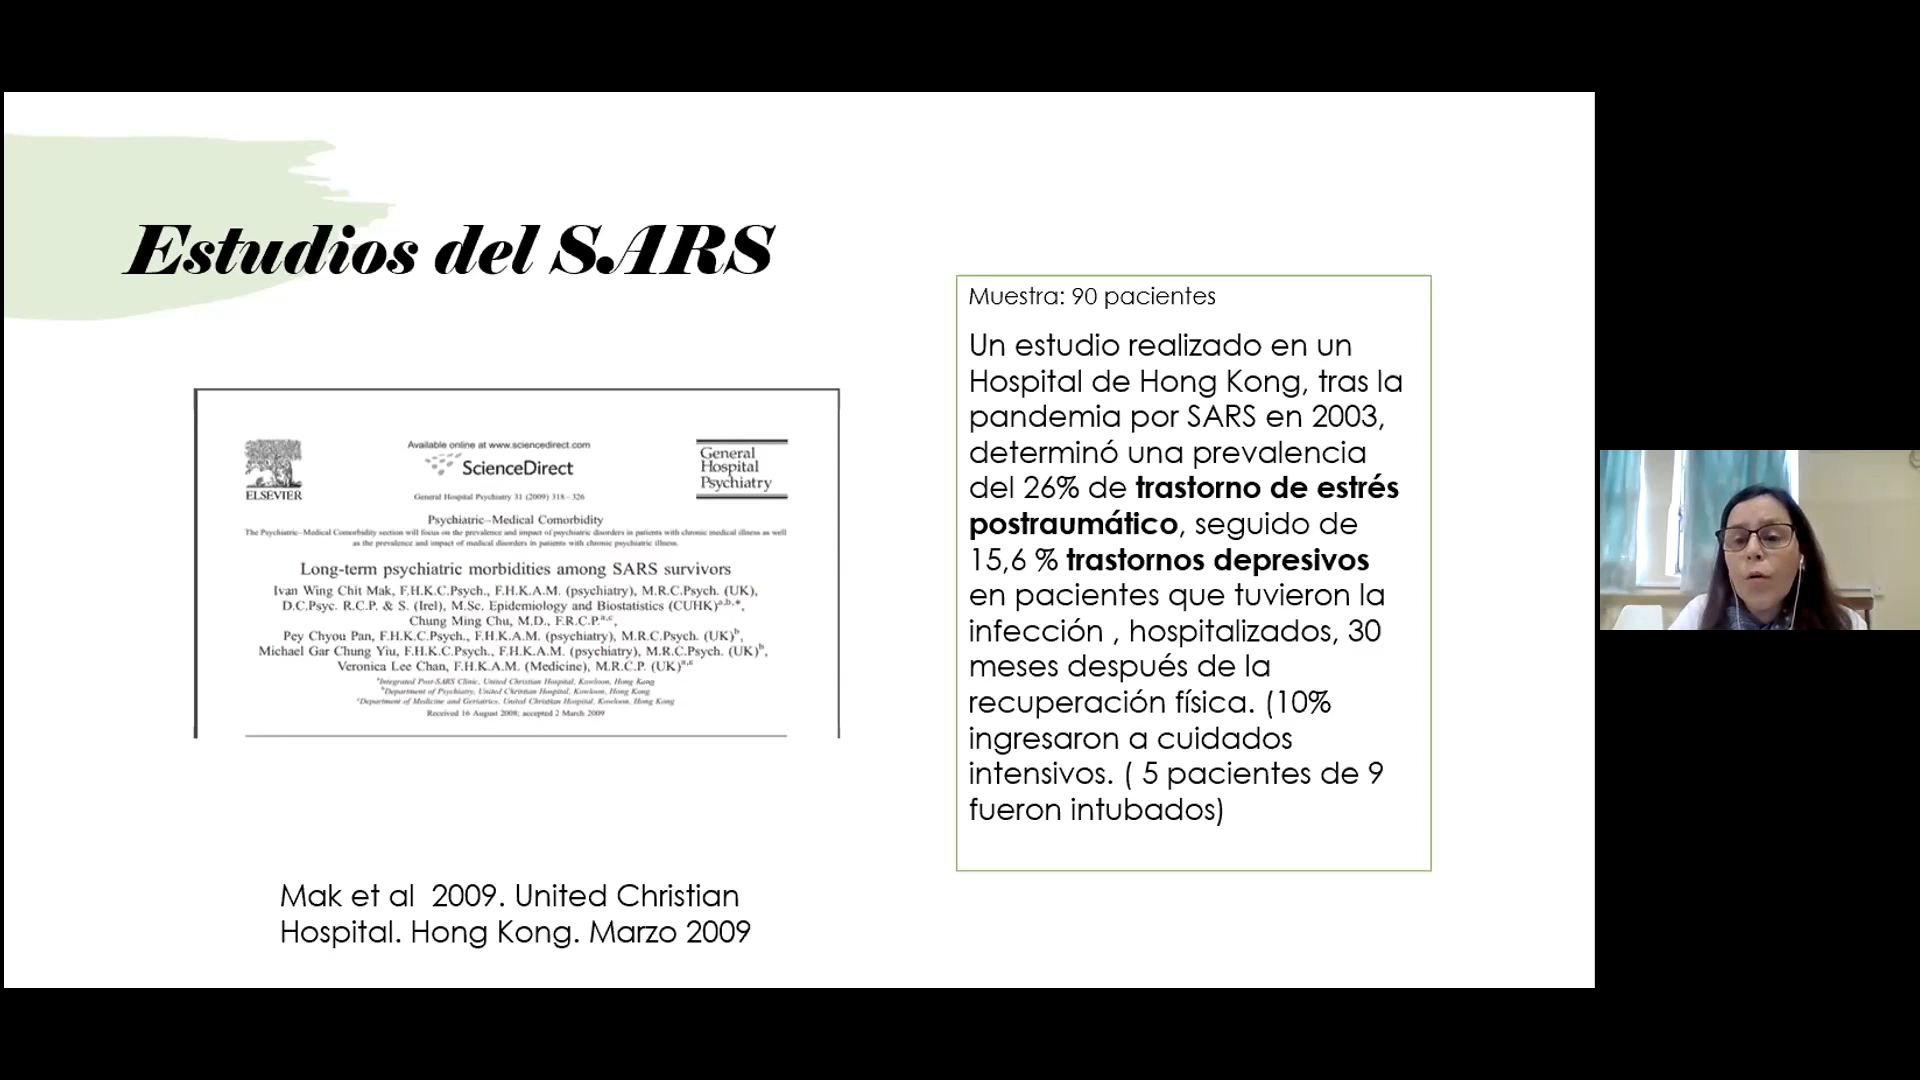 Estudios del SARS
Available online at www.sciencedirect.com
ScienceDirect
ELSEVIER
General Hospital Psychiatry 31 (2009) 318–326
General
Hospital
Psychiatry
Psychiatric–Medical Comorbidity
The Psychiatric–Medical Comorbidity section will focus on the prevalence and impact of psychiatric disorders in patients with chronic medical illness as well
as the prevalence and impact of medical disorders in patients with chronic psychiatric illness.
Long-term psychiatric morbidities among SARS survivors
Ivan Wing Chit Mak, F.H.K.C.Psych., F.H.K.A.M. (psychiatry), M.R.C.Psych. (UK),
D.C.Psyc. R.C.P. & S. (Irel), M.Sc. Epidemiology and Biostatistics (CUHK)a,b,*,
Chung Ming Chu, M.D., F.R.C.P.a,c,
Pey Chyou Pan, F.H.K.C.Psych., F.H.K.A.M. (psychiatry), M.R.C.Psych. (UK)b,
Michael Gar Chung Yiu, F.H.K.C.Psych., F.H.K.A.M. (psychiatry), M.R.C.Psych. (UK)b,
Veronica Lee Chan, F.H.K.A.M. (Medicine), M.R.C.P. (UK)a,c
aIntegrated Post-SARS Clinic, United Christian Hospital, Kowloon, Hong Kong
bDepartment of Psychiatry, United Christian Hospital, Kowloon, Hong Kong
cDepartment of Medicine and Geriatrics, United Christian Hospital, Kowloon, Hong Kong
Received 16 August 2008; accepted 2 March 2009
Mak et al 2009. United Christian
Hospital. Hong Kong. Marzo 2009
Muestra: 90 pacientes
Un estudio realizado en un
Hospital de Hong Kong, tras la
pandemia por SARS en 2003,
determinó una prevalencia
del 26% de trastorno de estrés
postraumático, seguido de
15,6 % trastornos depresivos
en pacientes que tuvieron la
infección , hospitalizados, 30
meses después de la
recuperación física. (10%
ingresaron a cuidados
intensivos. ( 5 pacientes de 9
fueron intubados)